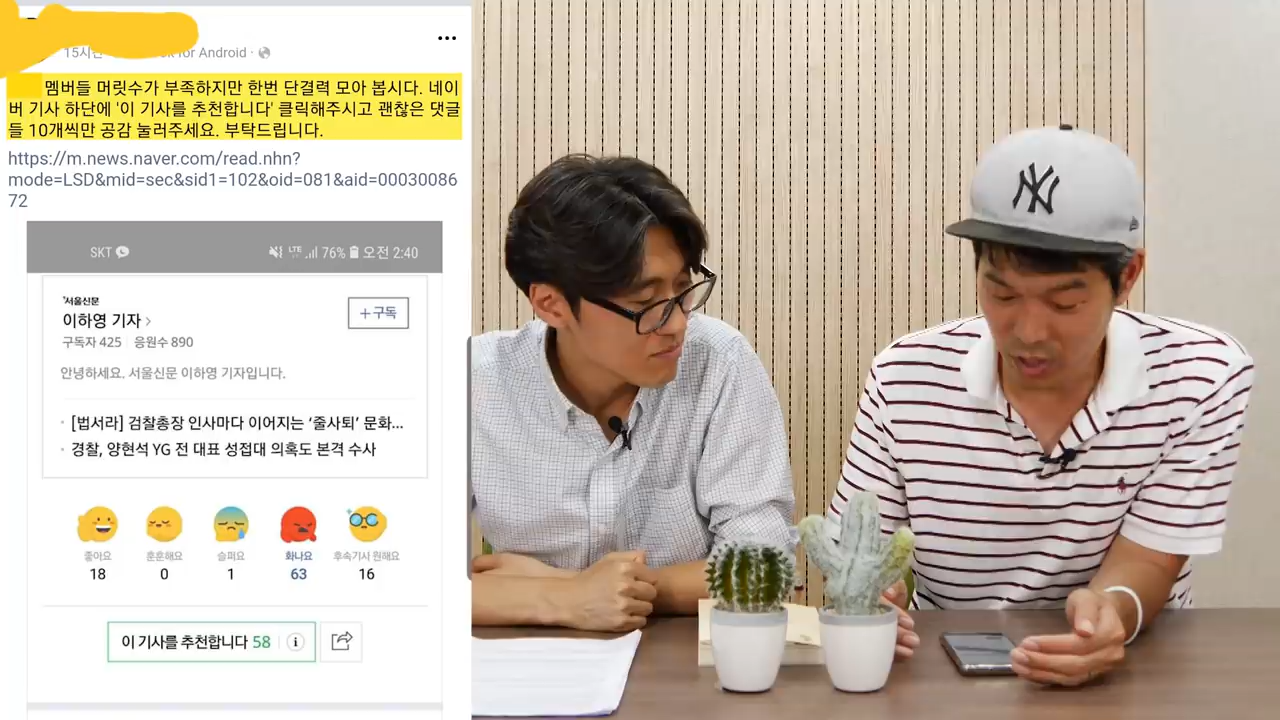 15시간
for Android
멤버들 머릿수가 부족하지만 한번 단결력 모아 봅시다. 네이
버 기사 하단에 '이 기사를 추천합니다' 클릭해주시고 괜찮은 댓글
들 10개씩만 공감 눌러주세요. 부탁드립니다.
https://m.news.naver.com/read.nhn?
mode=LSD&mid=sec&sid1=102&oid=081&aid=00030086
72
SKT LTE 76% 오전 2:40
서울신문
이하영 기자 >
+구독
구독자 425 응원수 890
안녕하세요. 서울신문 이하영 기자입니다.
· [법서라] 검찰총장 인사마다 이어지는 ‘줄사퇴’ 문화...
· 경찰, 양현석 YG 전 대표 성접대 의혹도 본격 수사
좋아요 훈훈해요 슬퍼요 화나요 후속기사 원해요
18 0 1 63 16
이 기사를 추천합니다 58 i
NY